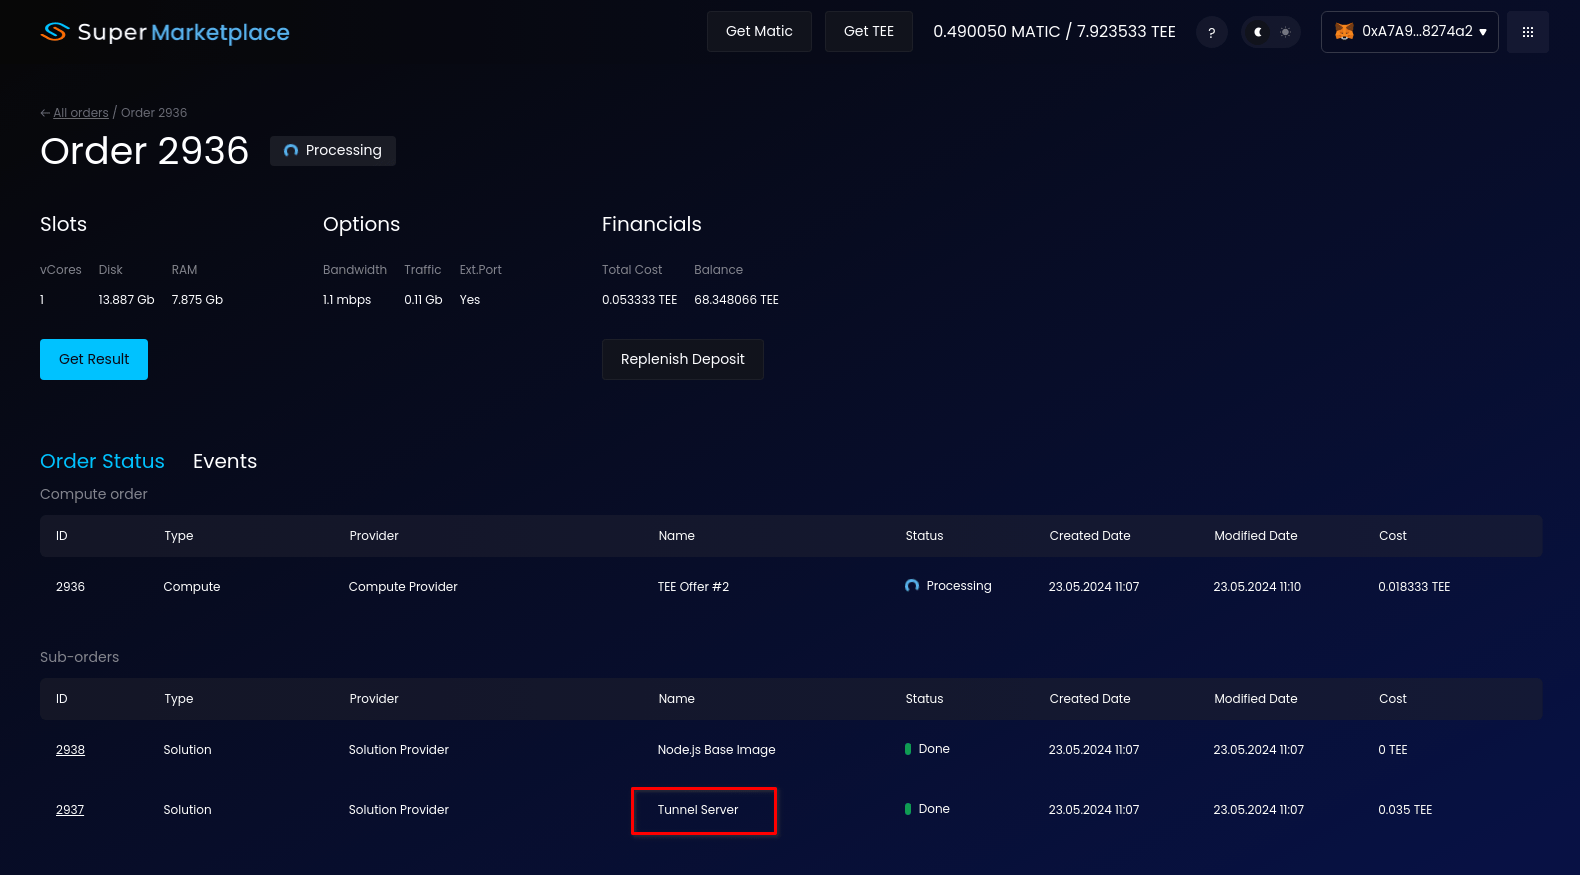 Super Marketplace
Get Matic Get TEE 0.490050 MATIC / 7.923533 TEE ? 0xA7A9...8274a2
← All orders / Order 2936
Order 2936 Processing
Slots Options Financials
vCores Disk RAM Bandwidth Traffic Ext.Port Total Cost Balance
1 13.887 Gb 7.875 Gb 1.1 mbps 0.11 Gb Yes 0.053333 TEE 68.348066 TEE
Get Result Replenish Deposit
Order Status Events
Compute order
ID Type Provider Name Status Created Date Modified Date Cost
2936 Compute Compute Provider TEE Offer #2 Processing 23.05.2024 11:07 23.05.2024 11:10 0.018333 TEE
Sub-orders
ID Type Provider Name Status Created Date Modified Date Cost
2938 Solution Solution Provider Node.js Base Image Done 23.05.2024 11:07 23.05.2024 11:07 0 TEE
2937 Solution Solution Provider Tunnel Server Done 23.05.2024 11:07 23.05.2024 11:07 0.035 TEE